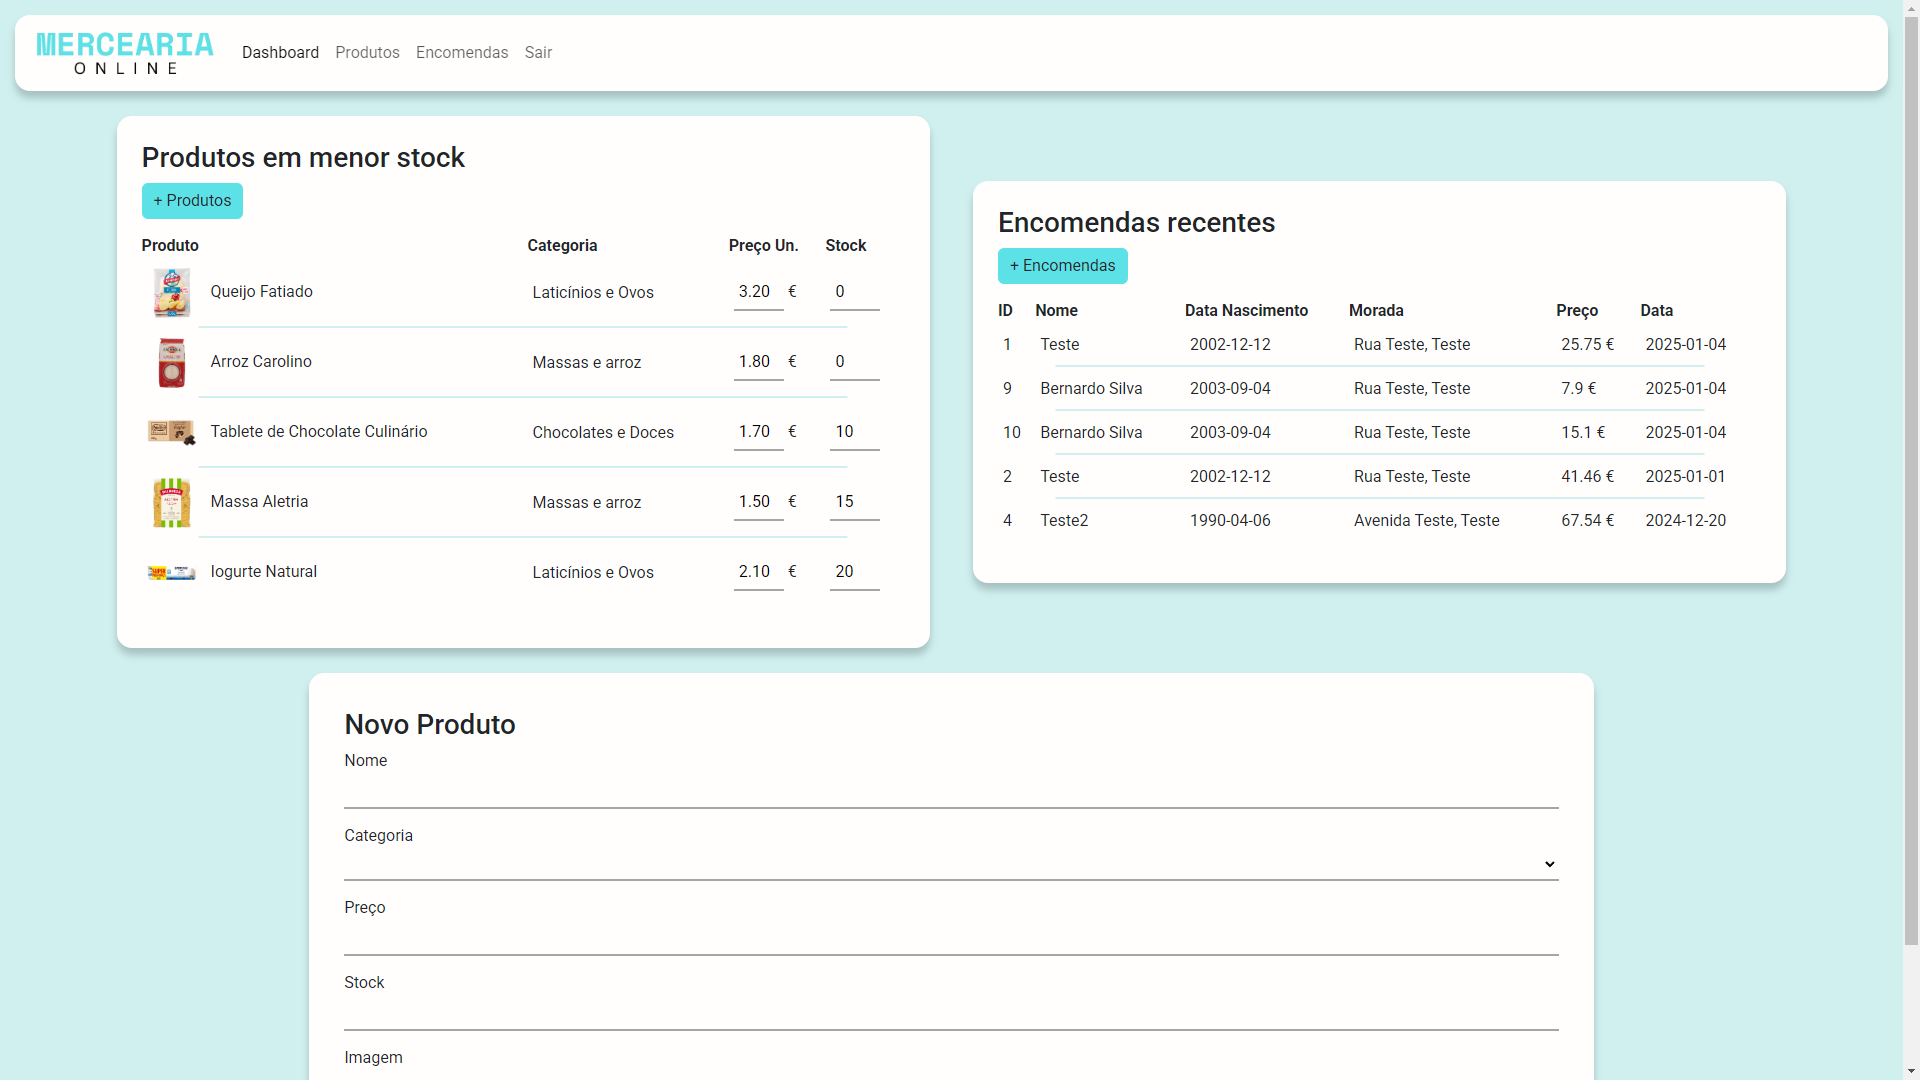 MERCEARIA
ONLINE
Dashboard Produtos Encomendas Sair
Produtos em menor stock
+ Produtos
Produto Categoria Preço Un. Stock
Queijo Fatiado Laticínios e Ovos 3.20 € 0
Arroz Carolino Massas e arroz 1.80 € 0
Tablete de Chocolate Culinário Chocolates e Doces 1.70 € 10
Massa Aletria Massas e arroz 1.50 € 15
Iogurte Natural Laticínios e Ovos 2.10 € 20
Encomendas recentes
+ Encomendas
ID Nome Data Nascimento Morada Preço Data
1 Teste 2002-12-12 Rua Teste, Teste 25.75 € 2025-01-04
9 Bernardo Silva 2003-09-04 Rua Teste, Teste 7.9 € 2025-01-04
10 Bernardo Silva 2003-09-04 Rua Teste, Teste 15.1 € 2025-01-04
2 Teste 2002-12-12 Rua Teste, Teste 41.46 € 2025-01-01
4 Teste2 1990-04-06 Avenida Teste, Teste 67.54 € 2024-12-20
Novo Produto
Nome
Categoria
Preço
Stock
Imagem